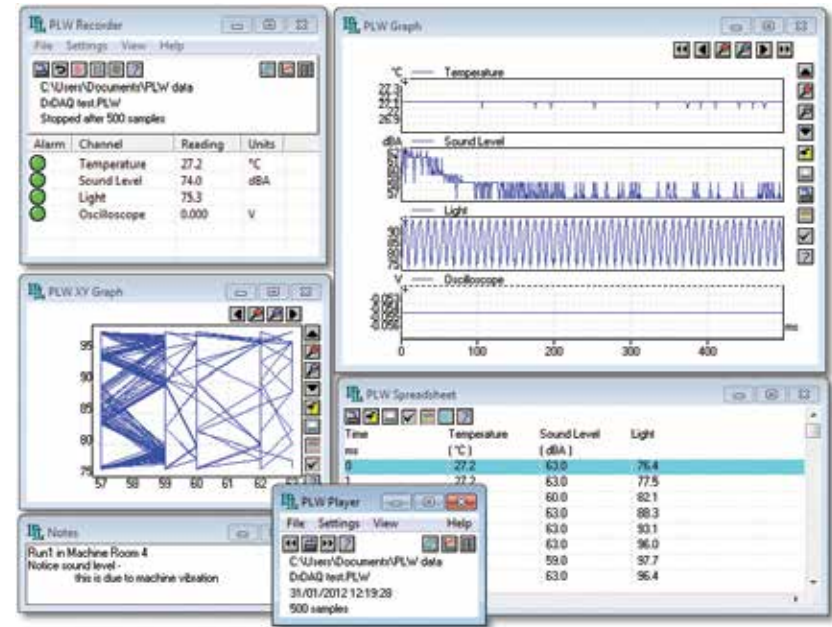 PLW Recorder
File Settings View Help
C:\Users\Documents\PLW data
DrDAQ test.PLW
Stopped after 500 samples
Alarm Channel Reading Units
Temperature 27.2 °C
Sound Level 74.0 dBA
Light 75.3
Oscilloscope 0.000 V
PLW Graph
°C Temperature
27.3
27.1
27
26.9
dBA Sound Level
Light
V Oscilloscope
ms
0 100 200 300 400
PLW XY Graph
95
90
85
80
75
57 58 59 60 61 62
PLW Spreadsheet
Time Temperature Sound Level Light
ms (°C) (dBA)
0 27.2 63.0 76.4
1 27.2 63.0 77.5
60.0 82.1
63.0 88.3
63.0 93.1
63.0 96.0
59.0 97.7
63.0 96.4
Notes
Run1 in Machine Room 4
Notice sound level -
this is due to machine vibration
PLW Player
File Settings View Help
C:\Users\Documents\PLW data
DrDAQ test.PLW
31/01/2012 12:19:28
500 samples